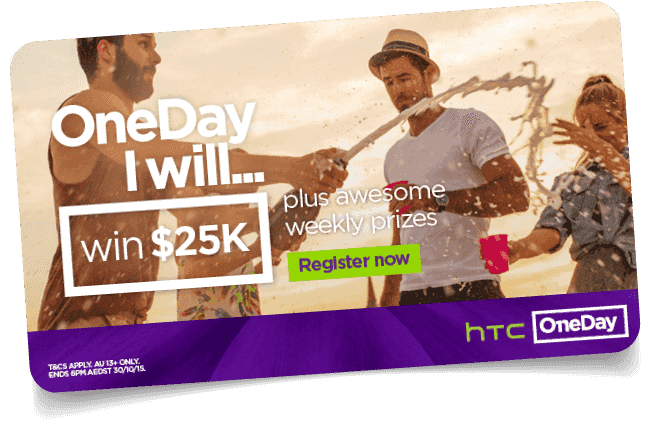 OneDay
I will...
win $25K
plus awesome
weekly prizes
Register now
hTC OneDay
T&CS APPLY. AU 13+ ONLY.
ENDS 6PM AEDST 30/10/15.